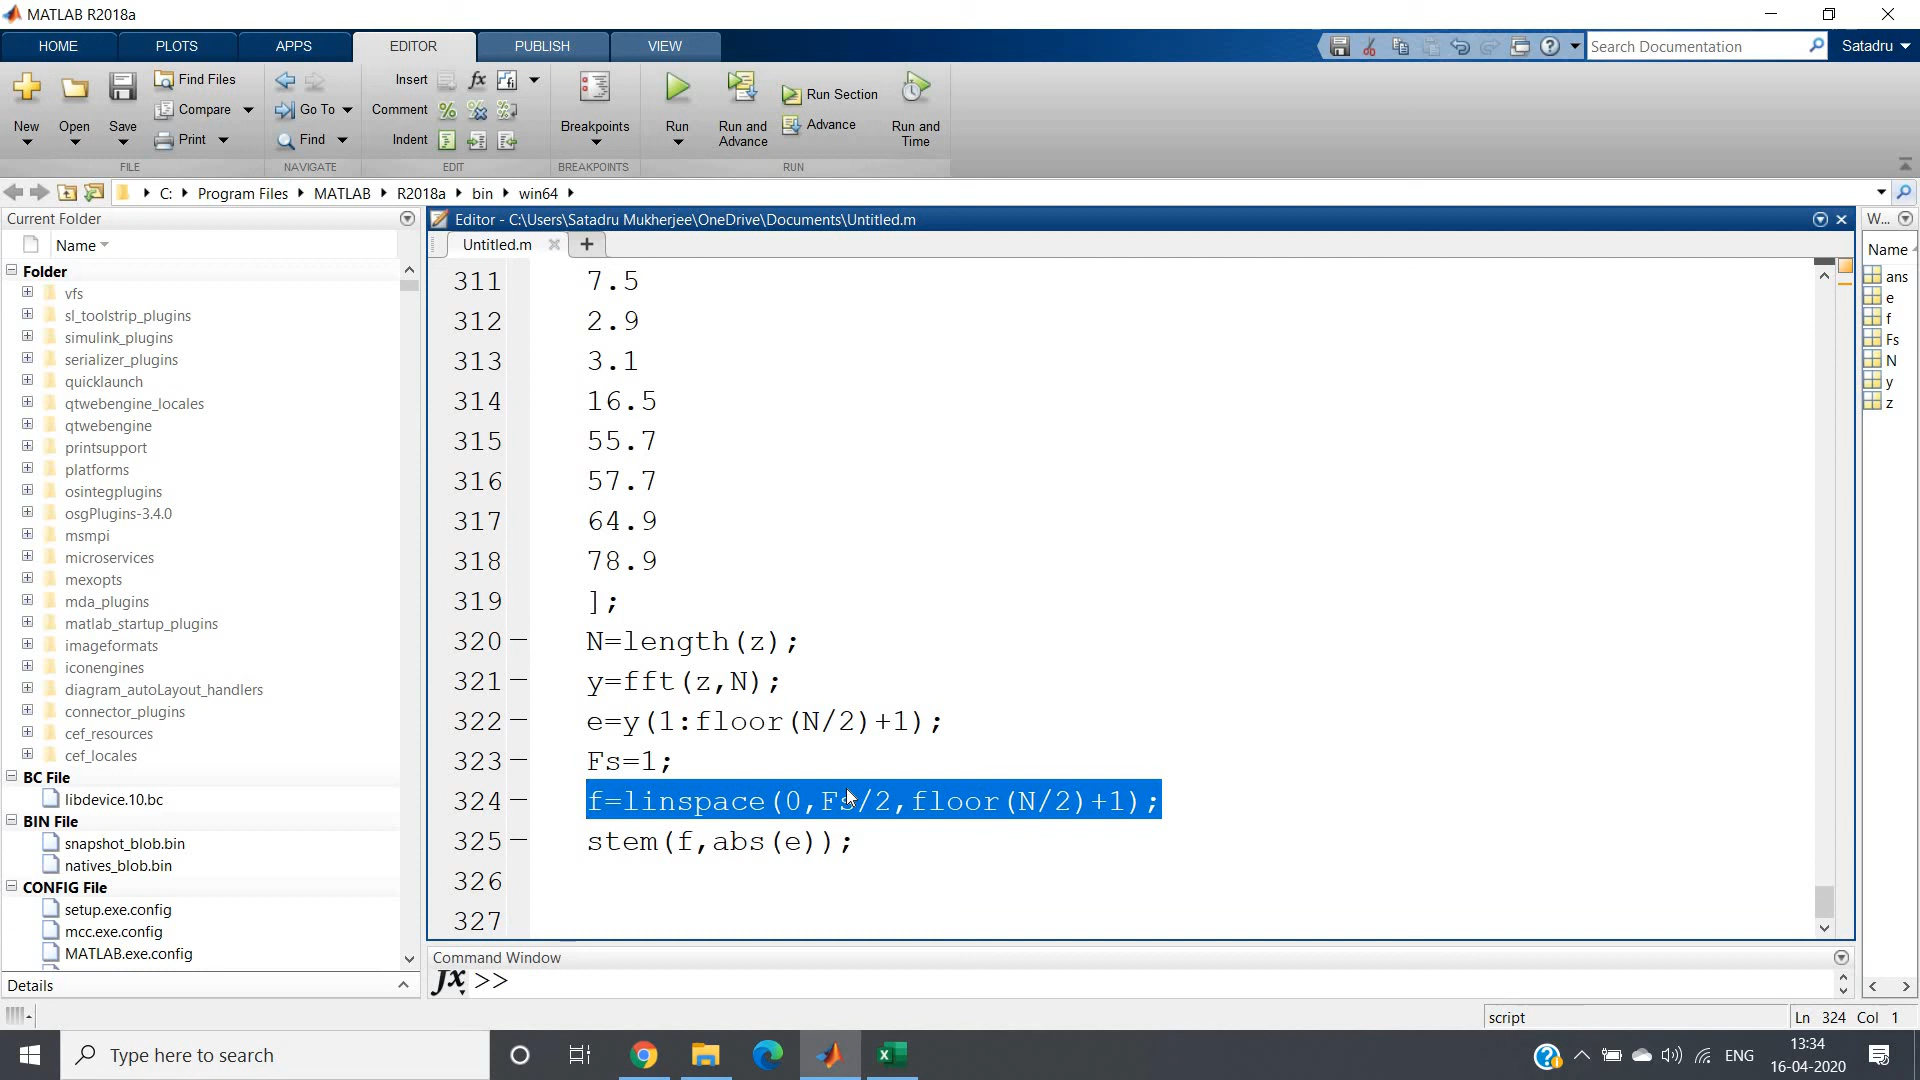 MATLAB R2018a
HOME PLOTS APPS EDITOR PUBLISH VIEW
Search Documentation
Satadru
New Open Save
Find Files
Compare
Print
FILE
Go To
Find
NAVIGATE
Insert fx
Comment
Indent
EDIT
Breakpoints
BREAKPOINTS
Run
Run and Advance
Run Section
Advance
Run and Time
RUN
C: Program Files MATLAB R2018a bin win64
Current Folder
Name
Folder
vfs
sl_toolstrip_plugins
simulink_plugins
serializer_plugins
quicklaunch
qtwebengine_locales
qtwebengine
printsupport
platforms
osintegplugins
osgPlugins-3.4.0
msmpi
microservices
mexopts
mda_plugins
matlab_startup_plugins
imageformats
iconengines
diagram_autoLayout_handlers
connector_plugins
cef_resources
cef_locales
BC File
libdevice.10.bc
BIN File
snapshot_blob.bin
natives_blob.bin
CONFIG File
setup.exe.config
mcc.exe.config
MATLAB.exe.config
Details
Editor - C:\Users\Satadru Mukherjee\OneDrive\Documents\Untitled.m
Untitled.m
311 7.5
312 2.9
313 3.1
314 16.5
315 55.7
316 57.7
317 64.9
318 78.9
319 ];
320 N=length(z);
321 y=fft(z,N);
322 e=y(1:floor(N/2)+1);
323 Fs=1;
324 f=linspace(0,Fs/2,floor(N/2)+1);
325 stem(f,abs(e));
326
327
Command Window
fx >>
W...
Name
ans
e
f
Fs
N
y
z
script
Ln 324 Col 1
Type here to search
ENG
13:34
16-04-2020